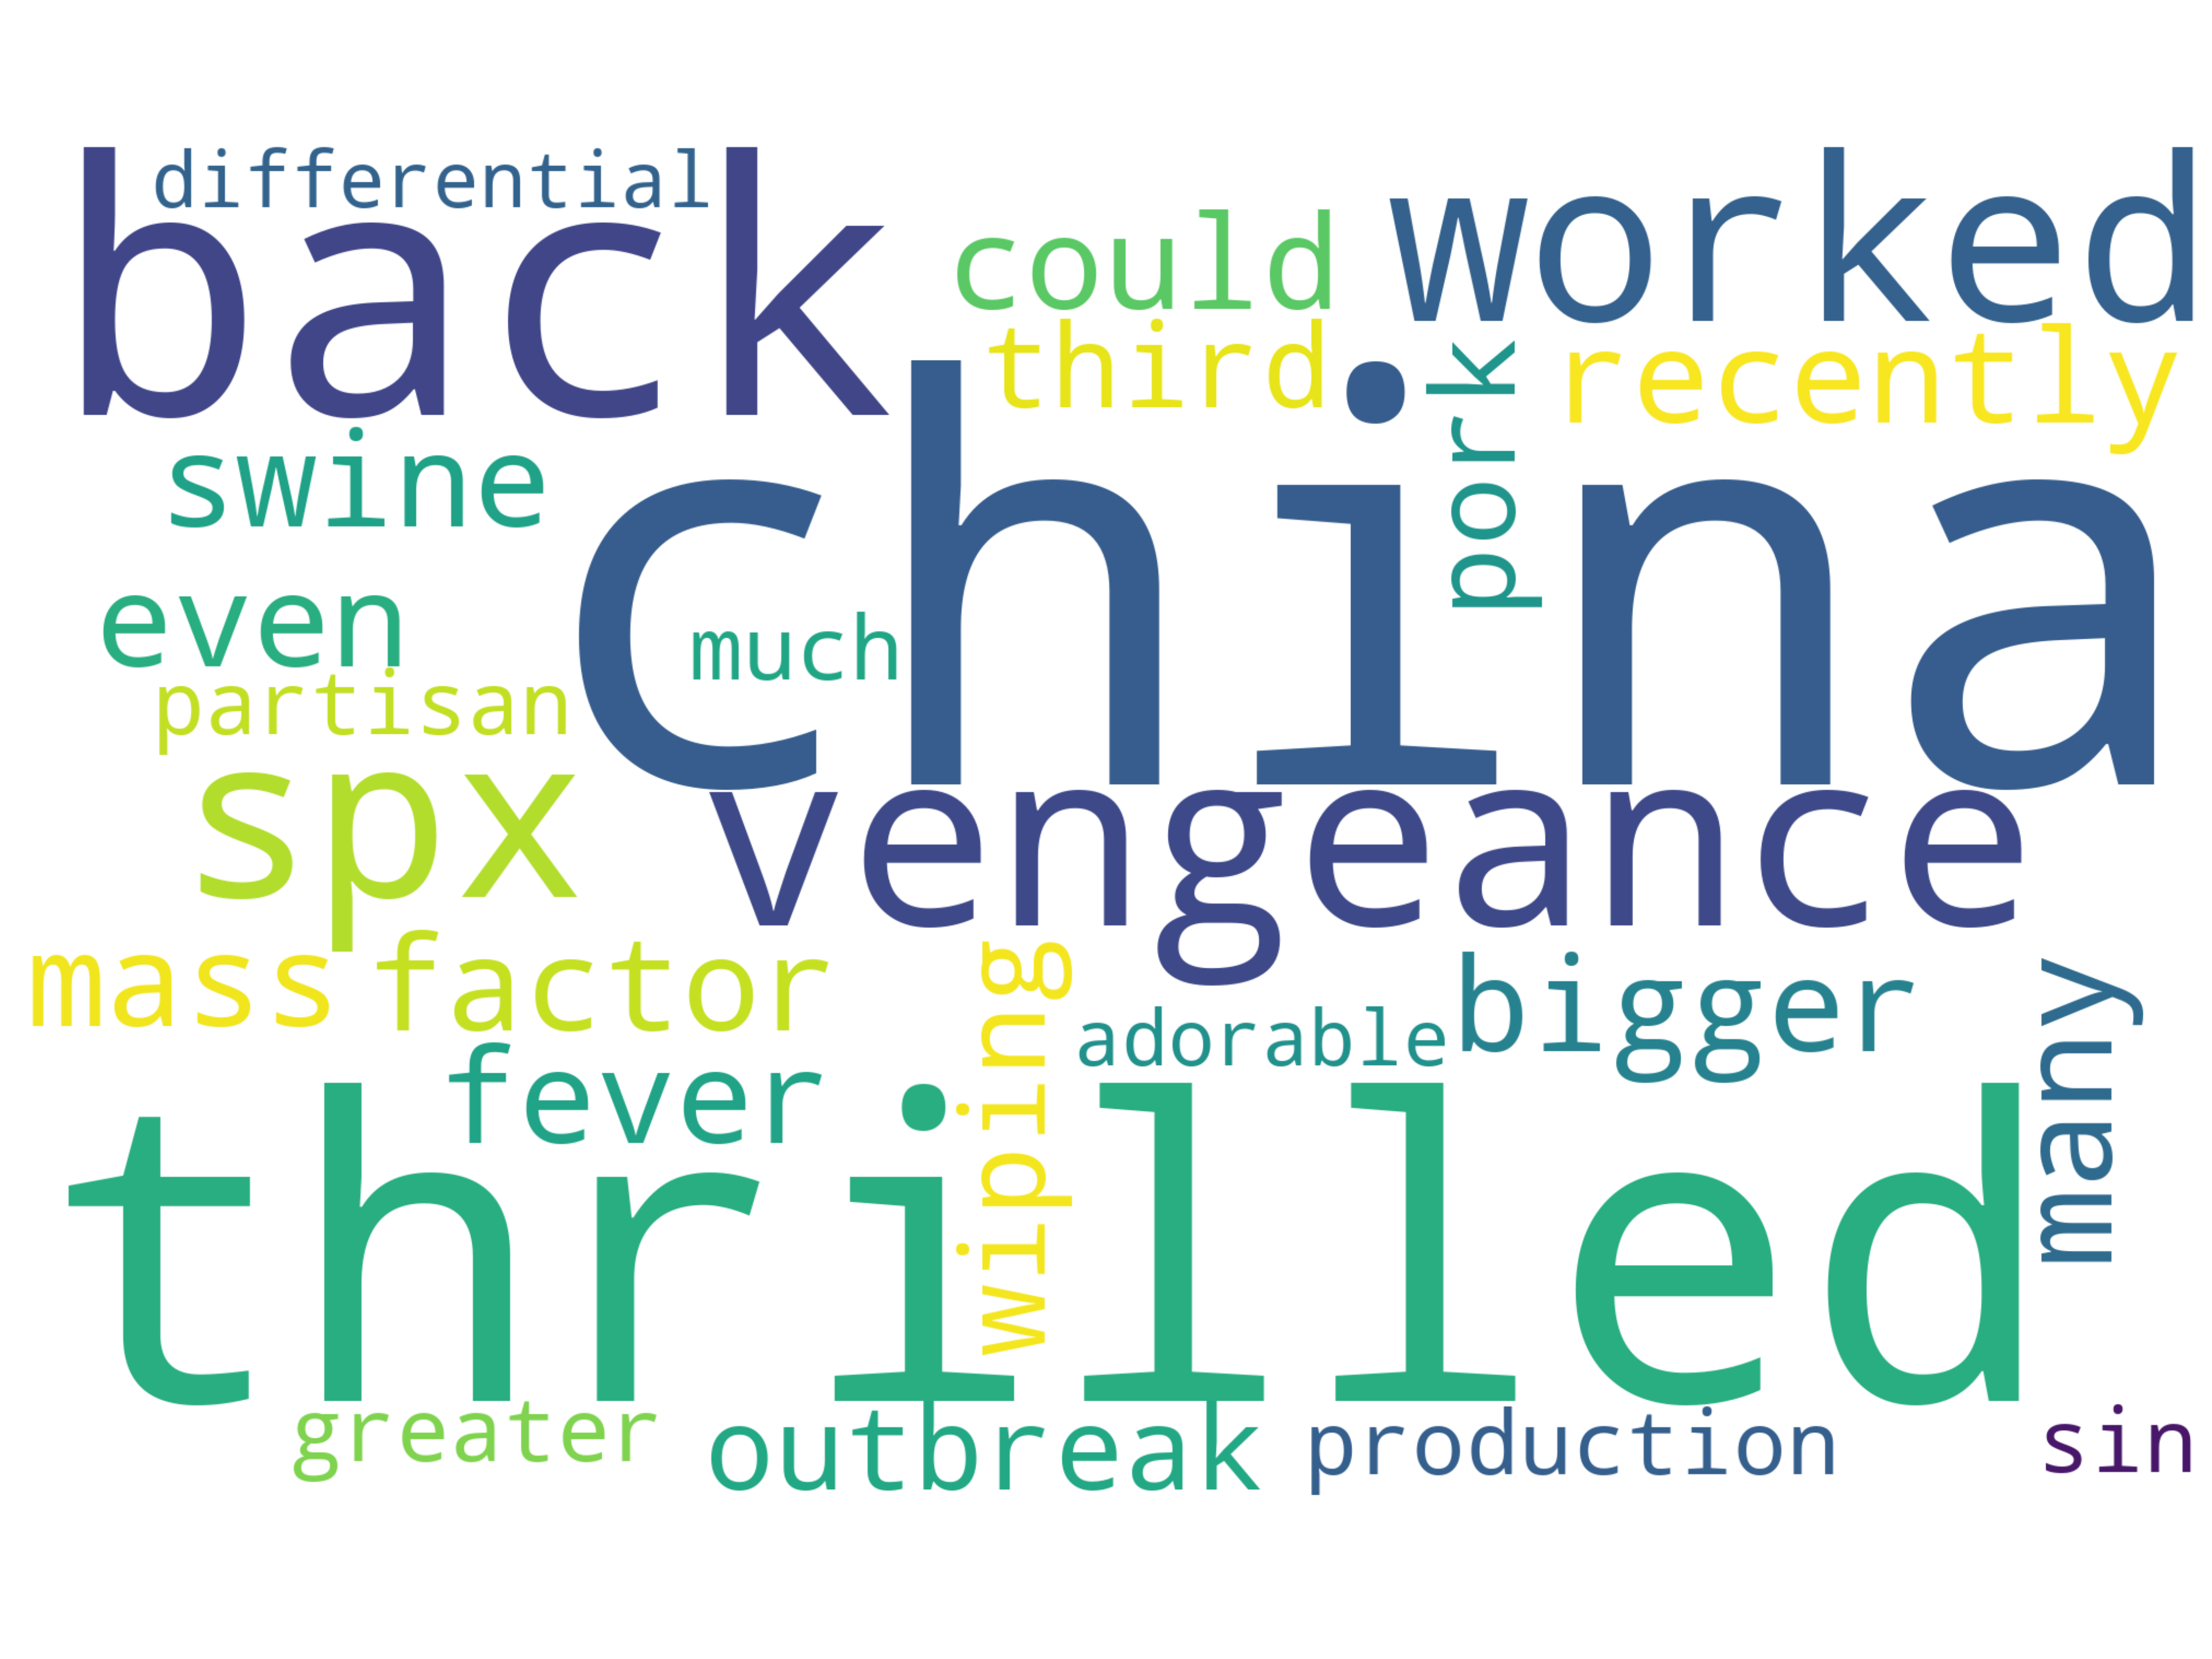 differential
back
could
worked
third
recently
pork
swine
china
even
much
partisan
spx
vengeance
mass
factor
wiping
adorable
bigger
many
fever
thrilled
greater
outbreak
production
sin